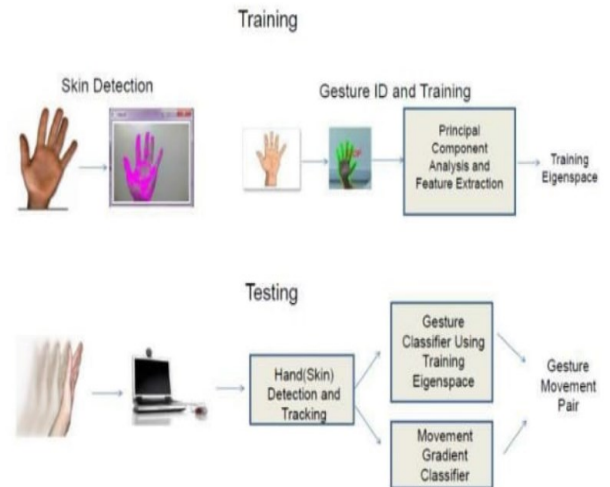 Training
Skin Detection
Gesture ID and Training
Principal
Component
Analysis and
Feature Extraction
Training
Eigenspace
Testing
Hand(Skin)
Detection and
Tracking
Gesture
Classifier Using
Training
Eigenspace
Movement
Gradient
Classifier
Gesture
Movement
Pair